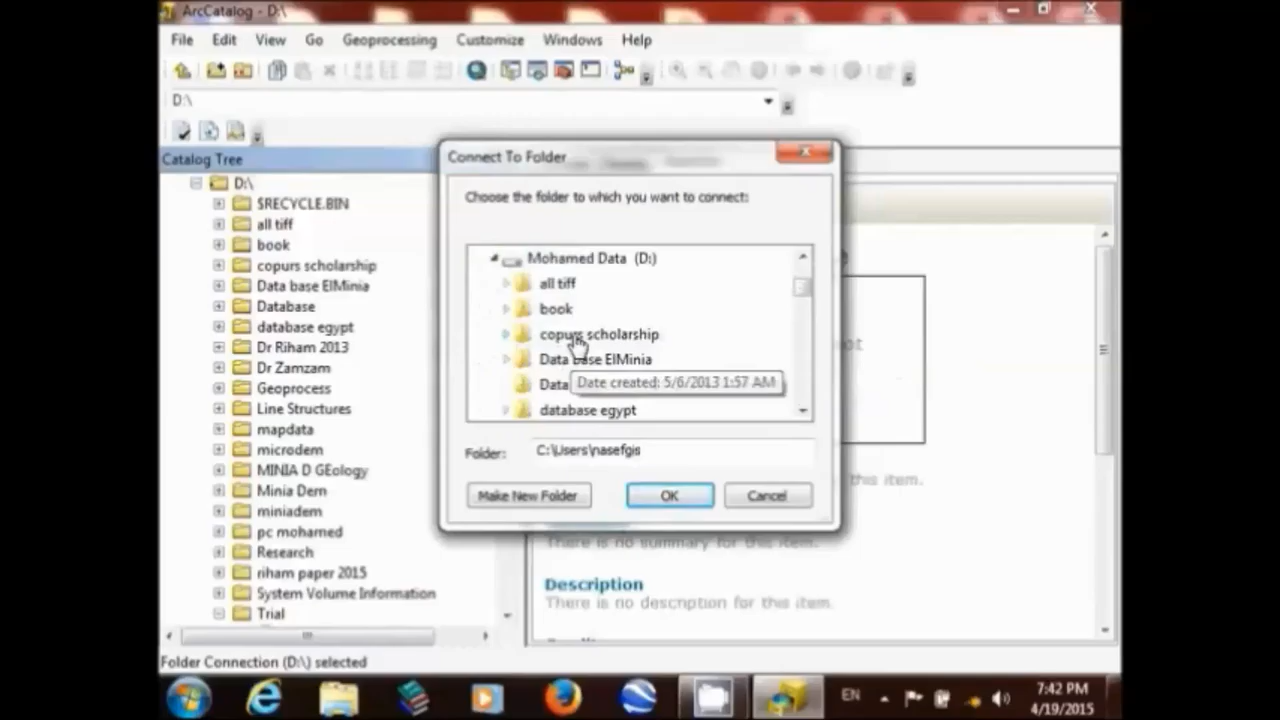 ArcCatalog - D:\
File Edit View Go Geoprocessing Customize Windows Help
D:\
Catalog Tree
D:\
$RECYCLE.BIN
all tiff
book
copurs scholarship
Data base ElMinia
Database
database egypt
Dr Riham 2013
Dr Zamzam
Geoprocess
Line Structures
mapdata
microdem
MINIA D GEology
Minia Dem
miniadem
pc mohamed
Research
riham paper 2015
System Volume Information
Trial
Connect To Folder
Choose the folder to which you want to connect:
Mohamed Data (D:)
all tiff
book
copurs scholarship
Data base ElMinia
Data
Date created: 5/6/2013 1:57 AM
database egypt
Folder: C:\Users\nasefgis
Make New Folder OK Cancel
this item.
There is no summary for this item.
Description
There is no description for this item.
Folder Connection (D:\) selected
EN
7:42 PM
4/19/2015